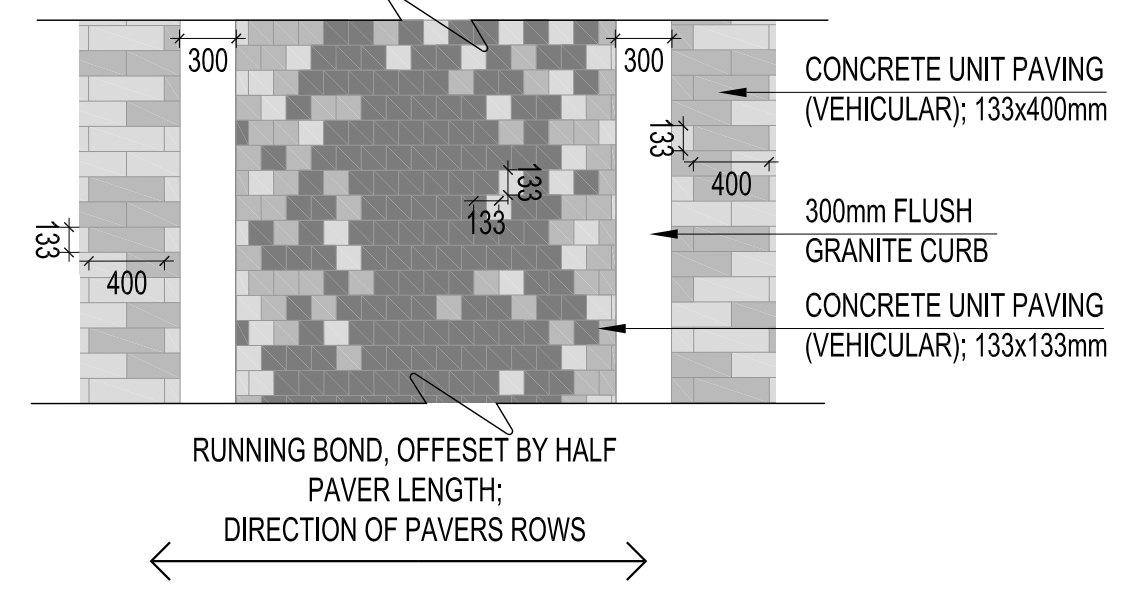 300
300
CONCRETE UNIT PAVING
(VEHICULAR); 133x400mm
133
400
133
133
300mm FLUSH
GRANITE CURB
133
400
CONCRETE UNIT PAVING
(VEHICULAR); 133x133mm
RUNNING BOND, OFFESET BY HALF
PAVER LENGTH;
DIRECTION OF PAVERS ROWS